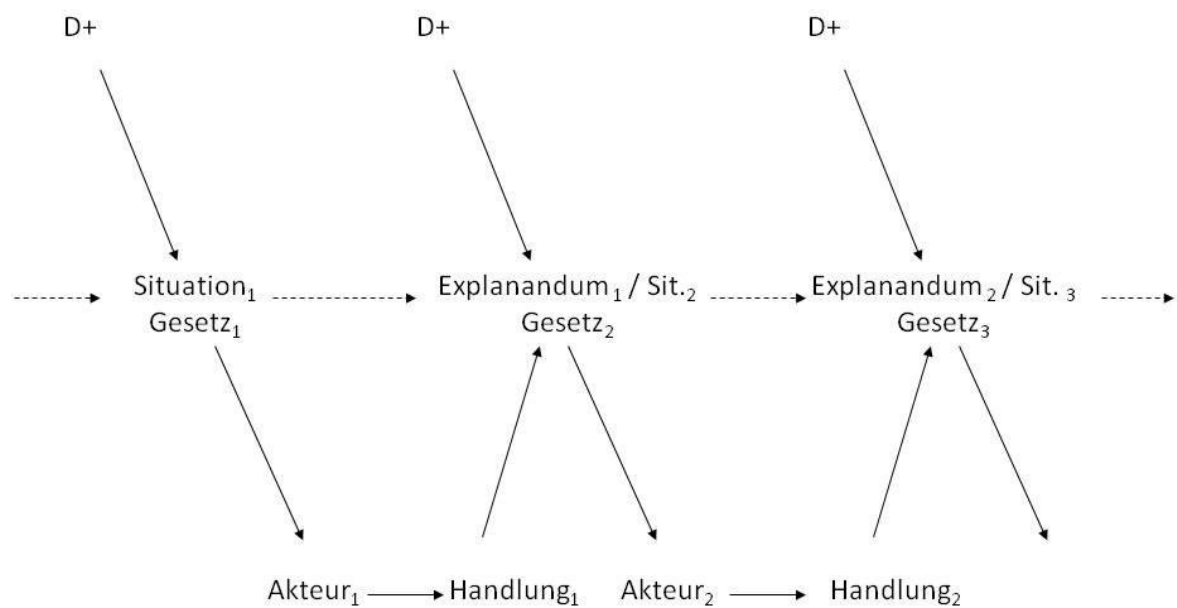 D+ D+ D+
Situation₁ Explanandum₁ / Sit.₂ Explanandum₂ / Sit. ₃
Gesetz₁ Gesetz₂ Gesetz₃
Akteur₁ Handlung₁ Akteur₂ Handlung₂